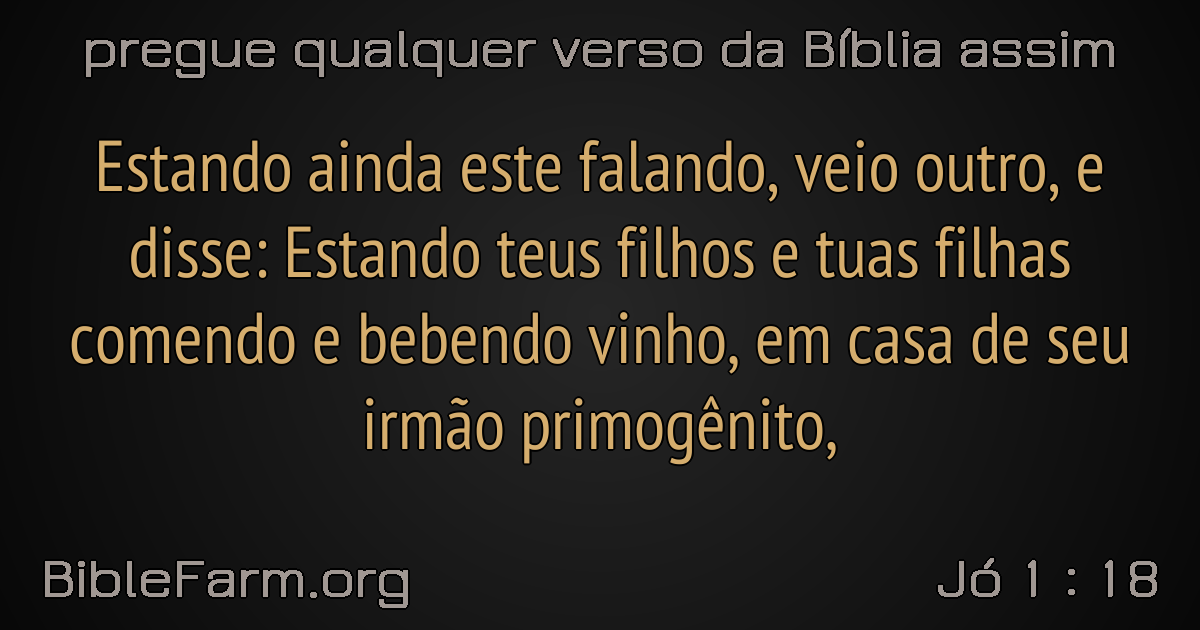 pregue qualquer verso da Bíblia assim
Estando ainda este falando, veio outro, e
disse: Estando teus filhos e tuas filhas
comendo e bebendo vinho, em casa de seu
irmão primogênito,
BibleFarm.org
Jó 1 : 18